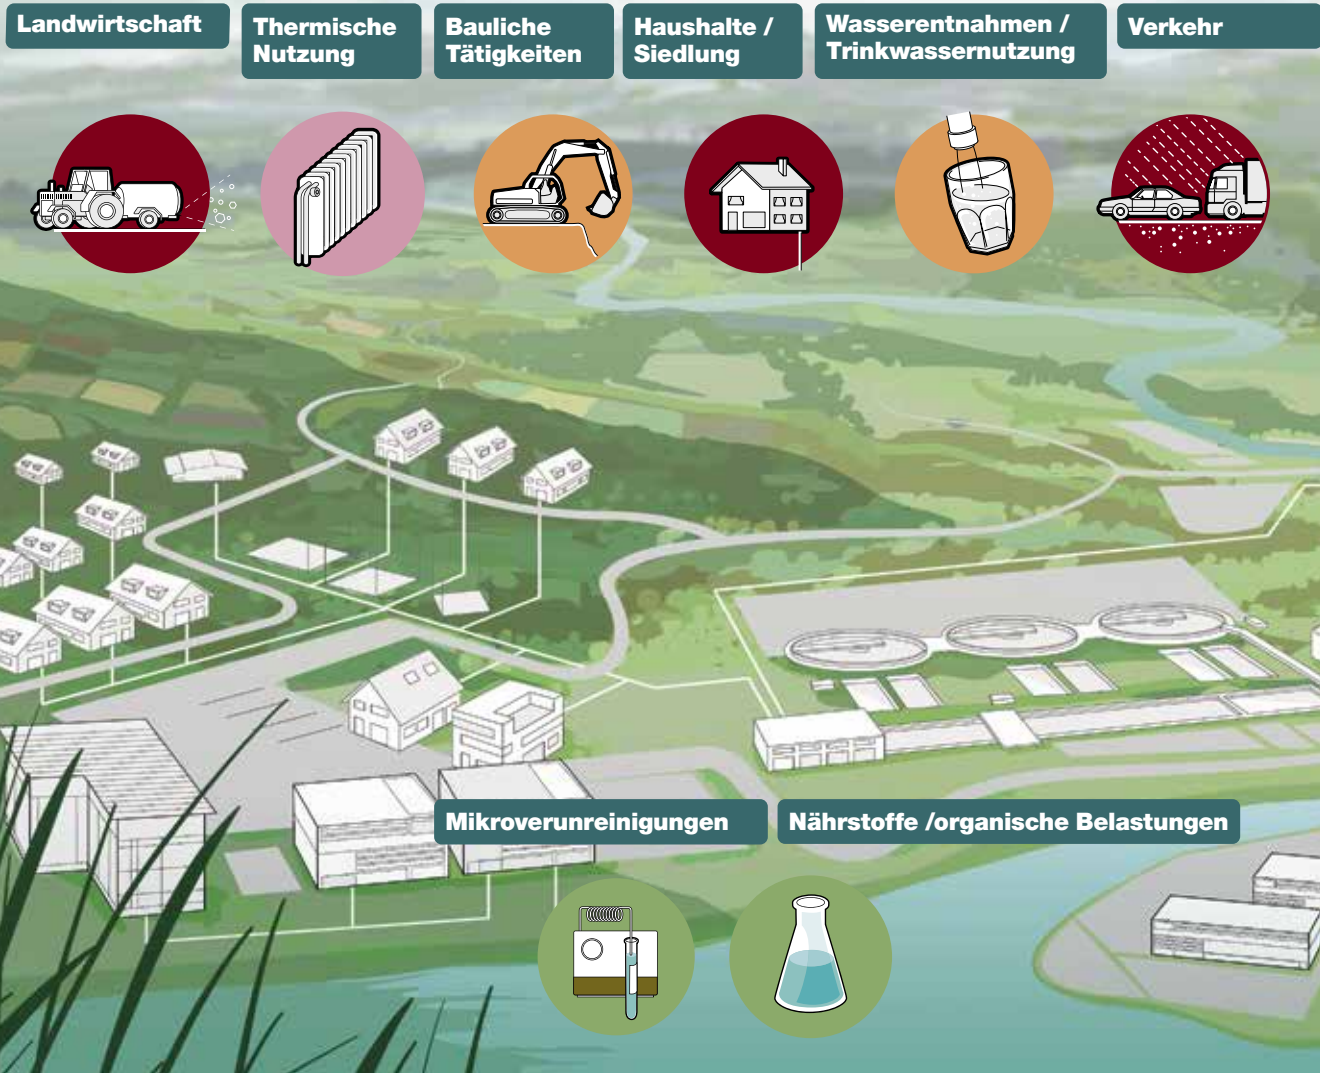 Landwirtschaft
Thermische
Nutzung
Bauliche
Tätigkeiten
Haushalte /
Siedlung
Wasserentnahmen /
Trinkwassernutzung
Verkehr
Mikroverunreinigungen
Nährstoffe /organische Belastungen